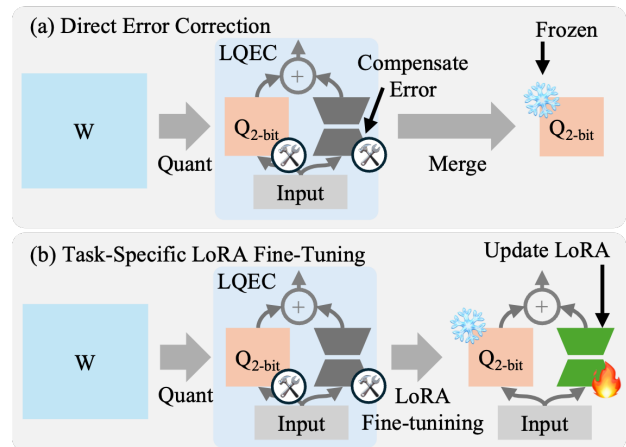 (a) Direct Error Correction
Frozen
LQEC
Compensate
Error
W
Quant
Q2-bit
Merge
Q2-bit
Input
(b) Task-Specific LoRA Fine-Tuning
Update LoRA
LQEC
W
Quant
Q2-bit
LoRA
Fine-tunining
Q2-bit
Input
Input